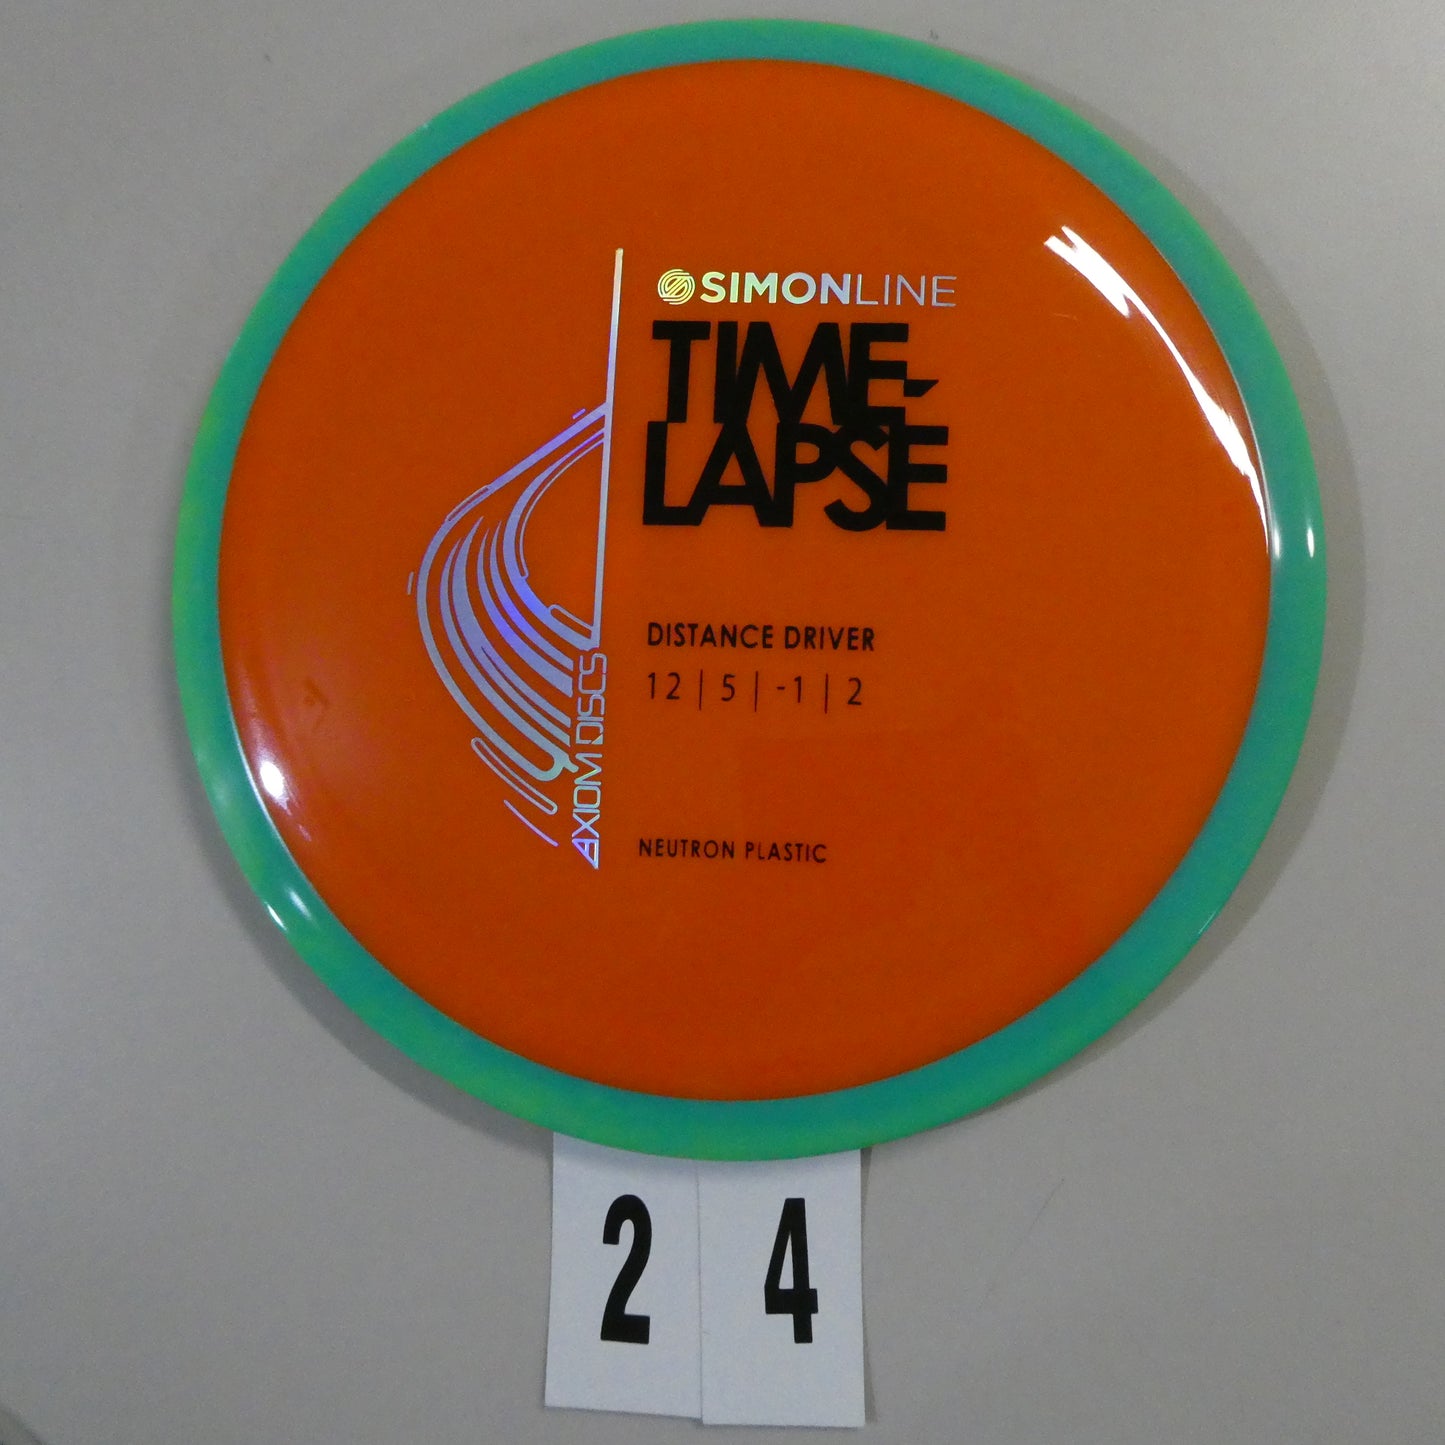 SIMONLINE
TIME-
LAPSE
DISTANCE DRIVER
12 | 5 | -1 | 2
AXIOM DISCS
NEUTRON PLASTIC
2 4